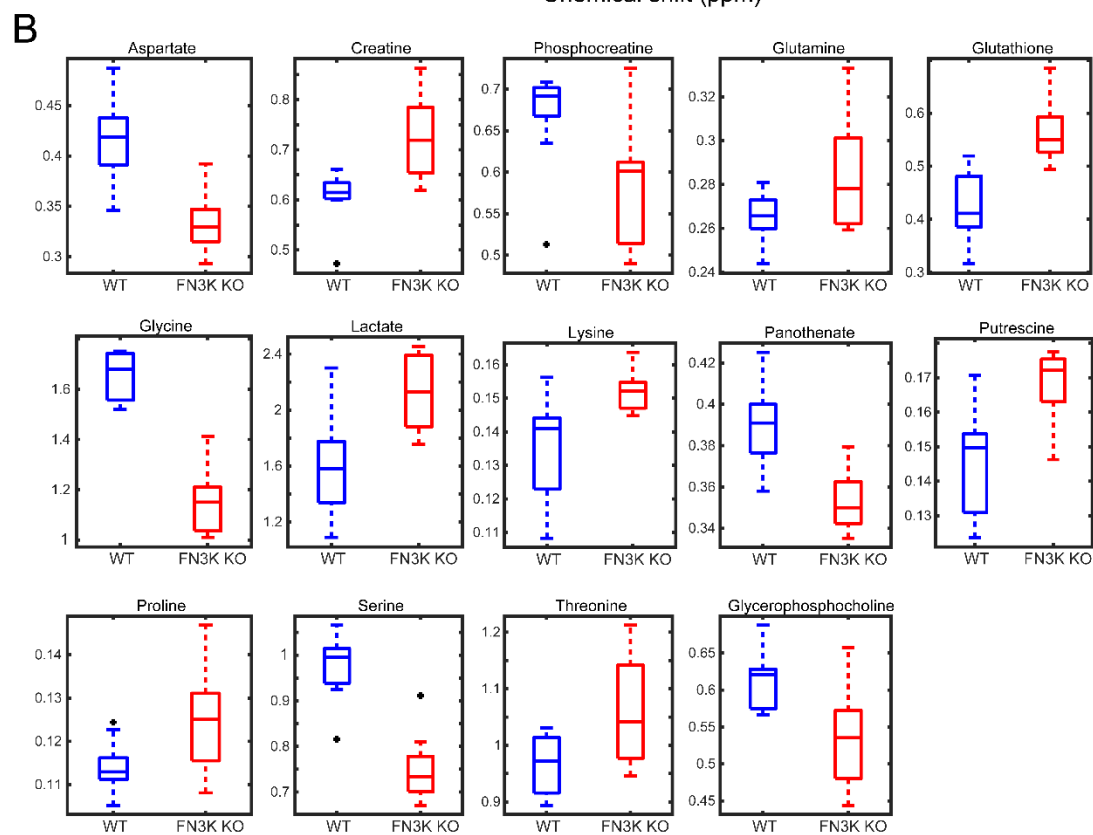 Chemical shift (ppm)
B
Aspartate Creatine Phosphocreatine Glutamine Glutathione
0.45 0.4 0.35 0.3
0.8 0.7 0.6 0.5
0.7 0.65 0.6 0.55 0.5
0.32 0.3 0.28 0.26 0.24
0.6 0.5 0.4 0.3
WT FN3K KO WT FN3K KO WT FN3K KO WT FN3K KO WT FN3K KO
Glycine Lactate Lysine Panothenate Putrescine
1.6 1.4 1.2 1
2.4 2 1.6 1.2
0.16 0.15 0.14 0.13 0.12 0.11
0.42 0.4 0.38 0.36 0.34
0.17 0.16 0.15 0.14 0.13
WT FN3K KO WT FN3K KO WT FN3K KO WT FN3K KO WT FN3K KO
Proline Serine Threonine Glycerophosphocholine
0.14 0.13 0.12 0.11
1 0.9 0.8 0.7
1.2 1.1 1 0.9
0.65 0.6 0.55 0.5 0.45
WT FN3K KO WT FN3K KO WT FN3K KO WT FN3K KO